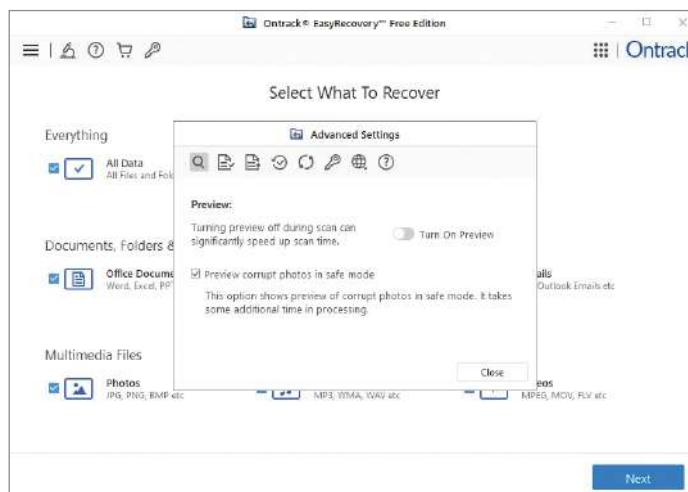 Ontrack® EasyRecovery™ Free Edition
Ontrack
Select What To Recover
Everything
All Data
All Files and
Advanced Settings
Preview:
Turning preview off during scan can
significantly speed up scan time.
Turn On Preview
Preview corrupt photos in safe mode
This option shows preview of corrupt photos in safe mode. It takes
some additional time in processing.
Close
Documents, Folders &
Office
Word, Excel,
Outlook Emails etc
Multimedia Files
Photos
JPG, PNG, BMP etc
MP3, WMA, WAV etc
MPEG, MOV, FLV etc
Next